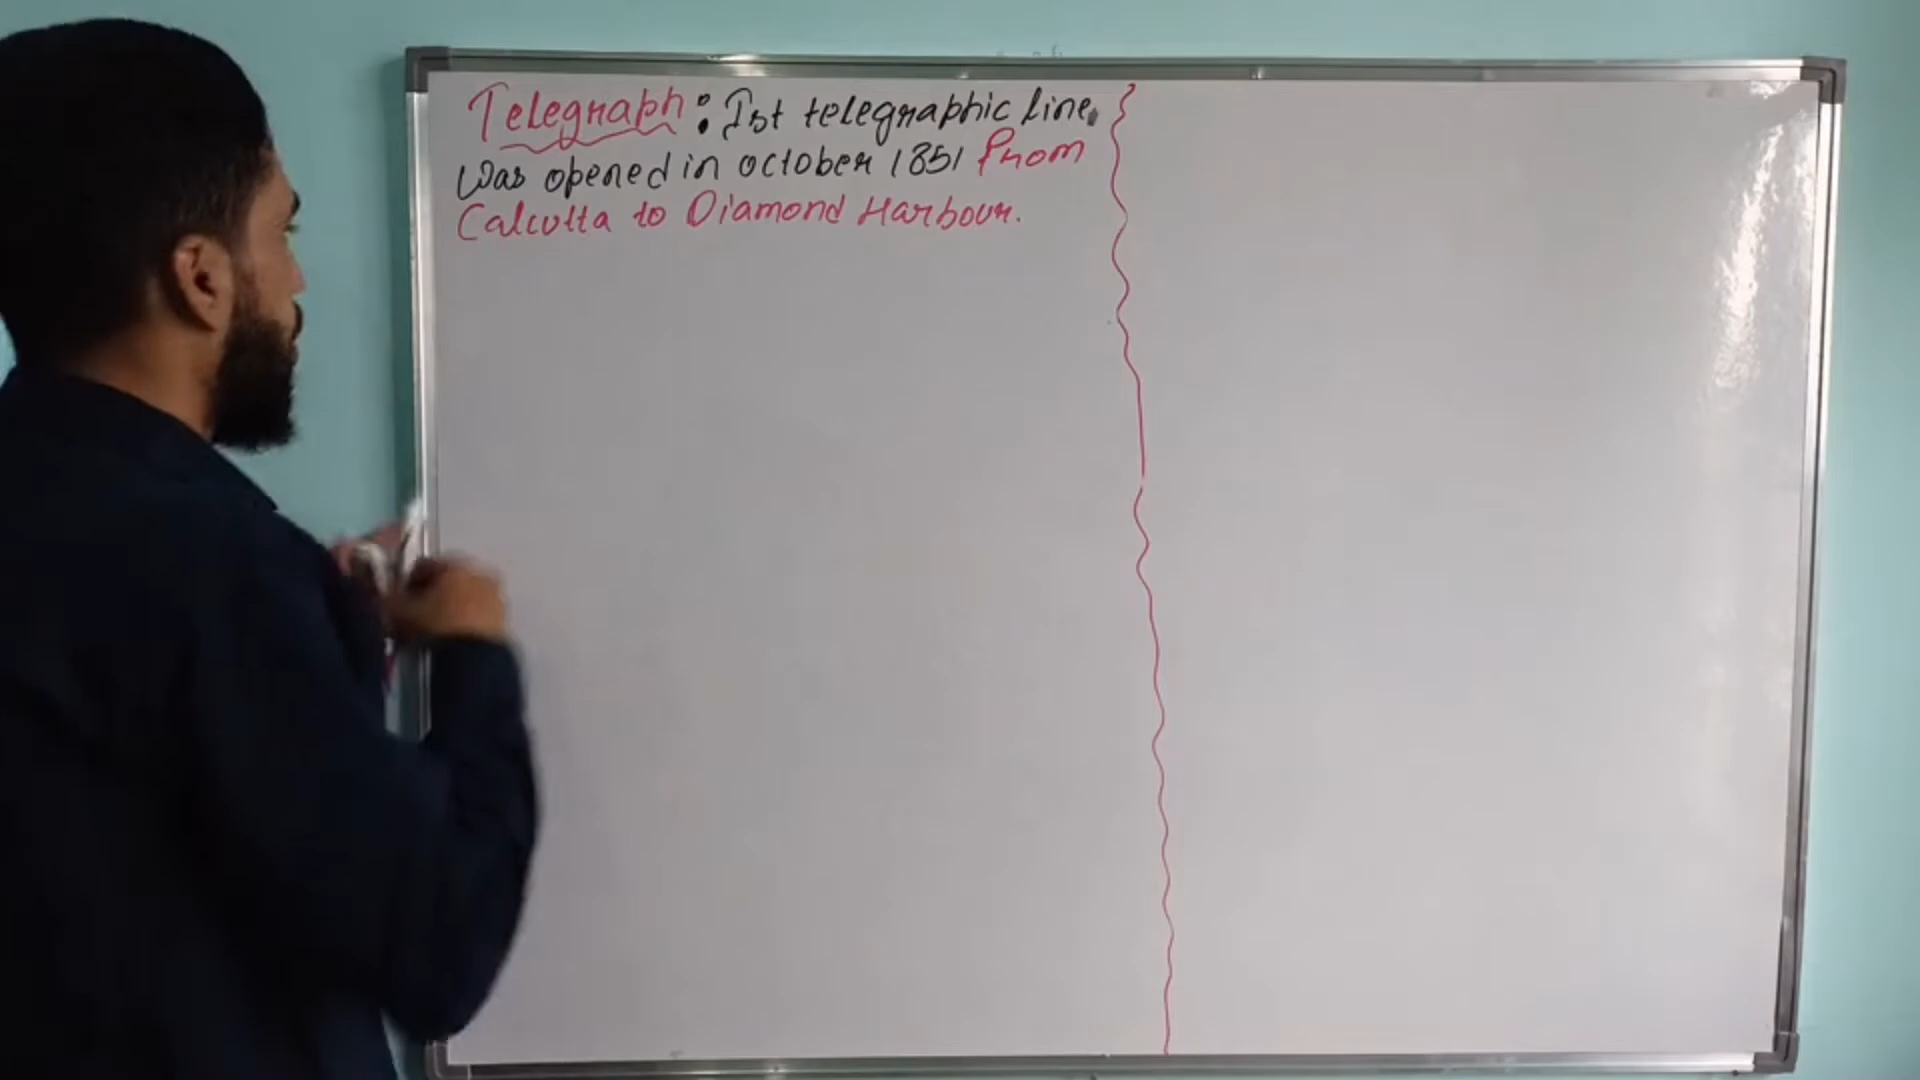 Telegraph : Ist telegraphic line
was opened in october 1851 from
Calcutta to Diamond Harbour.